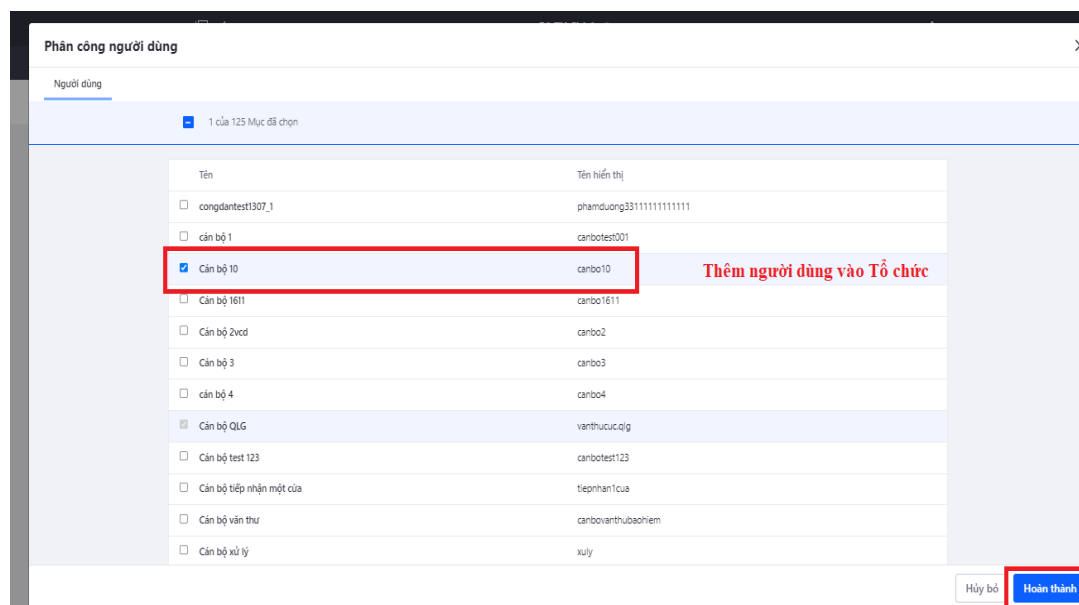 Phân công người dùng
Người dùng
1 của 125 Mục đã chọn
Tên Tên hiển thị
congdantest1307_1 phamduong33111111111111
cán bộ 1 canbotest001
Cán bộ 10 canbo10 Thêm người dùng vào Tổ chức
Cán bộ 1611 canbo1611
Cán bộ 2vcd canbo2
Cán bộ 3 canbo3
cán bộ 4 canbo4
Cán bộ QLG vanthucuc.qlg
Cán bộ test 123 canbotest123
Cán bộ tiếp nhận một cửa tiepnhan1cua
Cán bộ văn thư canbovanthubaohiem
Cán bộ xử lý xuly
Hủy bỏ Hoàn thành